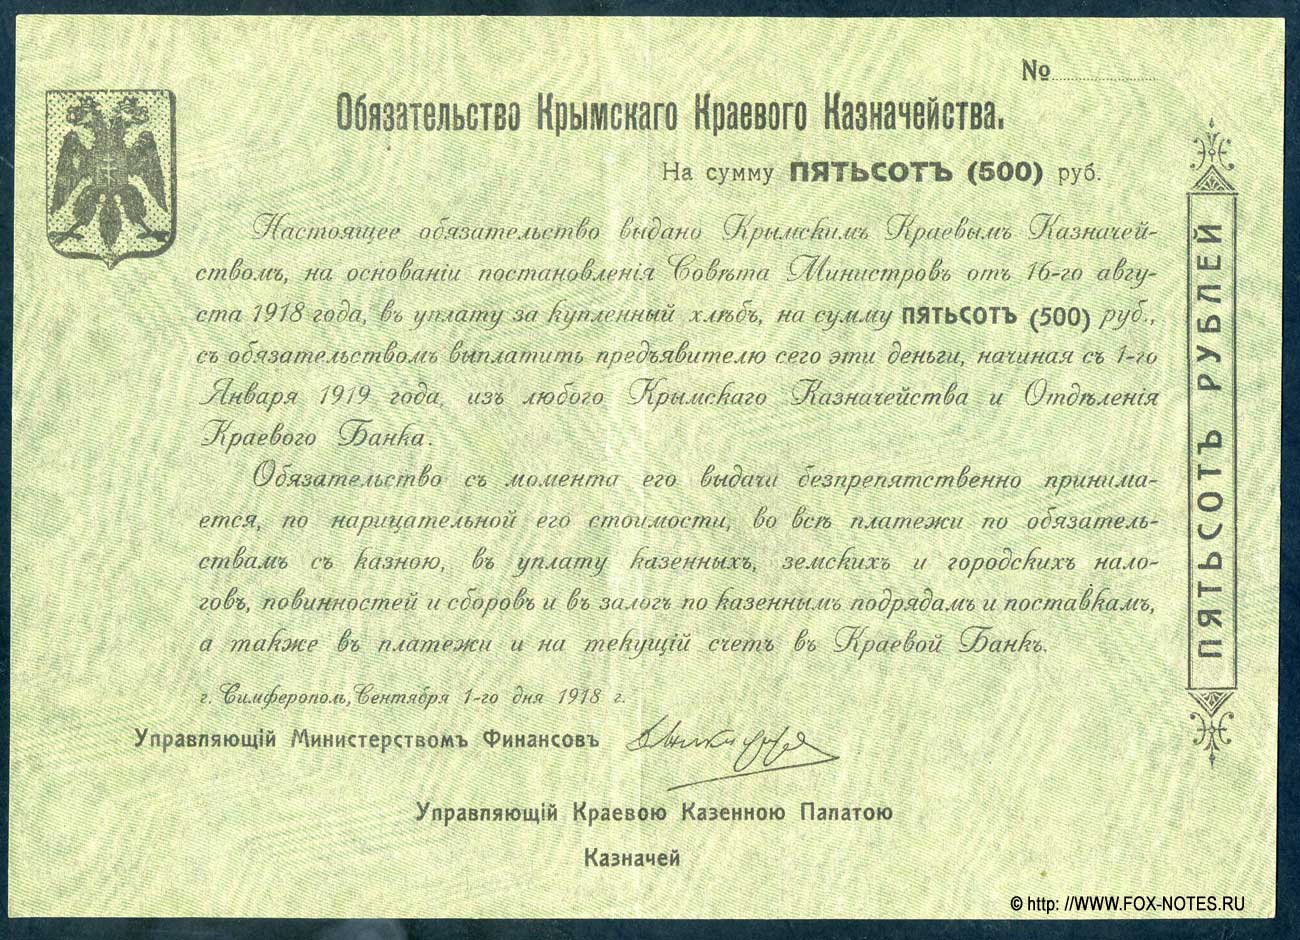 №
Обязательство Крымскаго Краевого Казначейства.
На сумму ПЯТЬСОТЪ (500) руб.
Настоящее обязательство выдано Крымскимъ Краевымъ Казначей-
ствомъ, на основаніи постановленія Совѣта Министровъ отъ 16-го авгу-
ста 1918 года, въ уплату за купленный хлѣбъ, на сумму ПЯТЬСОТЪ (500) руб.,
съ обязательствомъ выплатить предъявителю сего эти деньги, начиная съ 1-го
Января 1919 года, изъ любого Крымскаго Казначейства и Отдѣленія
Краевого Банка.
Обязательство съ момента его выдачи безпрепятственно принима-
ется, по нарицательной его стоимости, во всѣ платежи по обязатель-
ствамъ съ казною, въ уплату казенныхъ, земскихъ и городскихъ нало-
говъ, повинностей и сборовъ и въ залогъ по казеннымъ подрядамъ и поставкамъ,
а также въ платежи и на текущій счетъ въ Краевой Банкъ.
г. Симферополь, Сентября 1-го дня 1918 г.
Управляющій Министерствомъ Финансовъ
Управляющій Краевою Казенною Палатою
Казначей
ПЯТЬСОТЪ РУБЛЕЙ
© http: //WWW.FOX-NOTES.RU